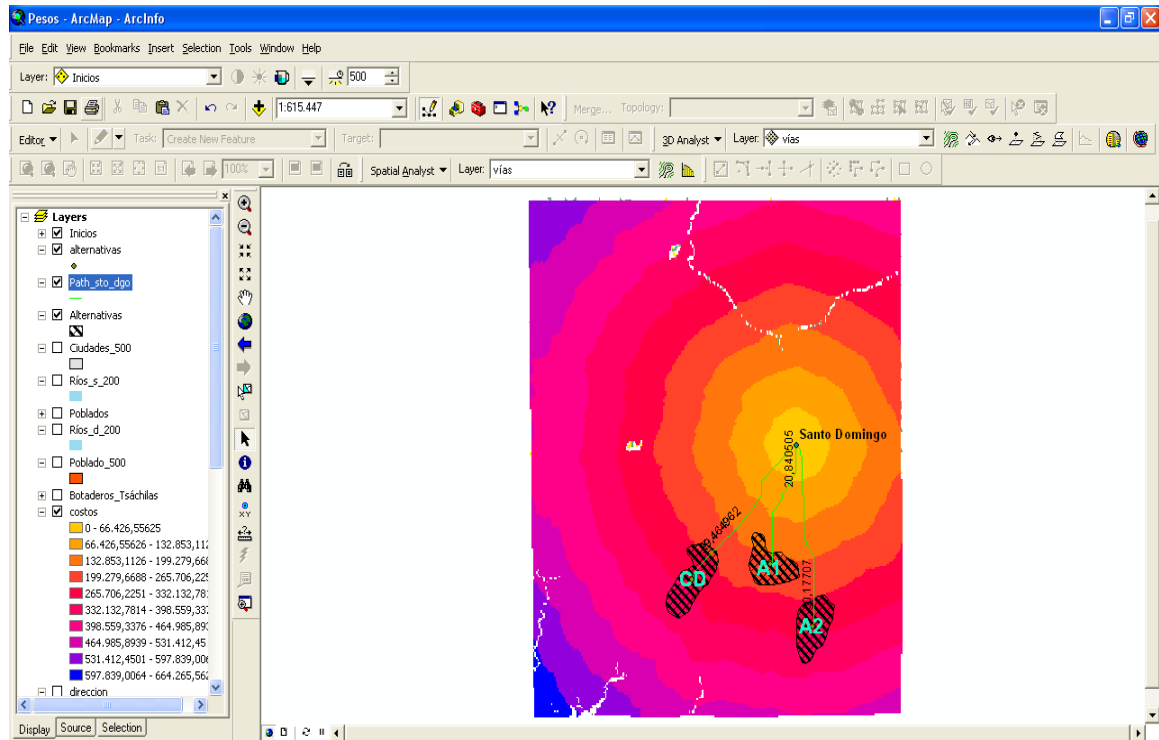 Pesos - ArcMap - ArcInfo
File Edit View Bookmarks Insert Selection Tools Window Help
Layer: Inicios 500
1:615.447 Merge... Topology:
Editor Task: Create New Feature Target: 3D Analyst Layer: vías
100% Spatial Analyst Layer: vías
Layers
Inicios
alternativas
Path_sto_dgo
Alternativas
Ciudades_500
Ríos_s_200
Poblados
Ríos_d_200
Poblado_500
Botaderos_Tsáchilas
costos
0 - 66.426,55625
66.426,55626 - 132.853,112
132.853,1126 - 199.279,668
199.279,6688 - 265.706,225
265.706,2251 - 332.132,78
332.132,7814 - 398.559,337
398.559,3376 - 464.985,893
464.985,8939 - 531.412,45
531.412,4501 - 597.839,006
597.839,0064 - 664.265,562
direccion
Display Source Selection
Santo Domingo
20,840505
,464962
,17707
CD
A1
A2
XY